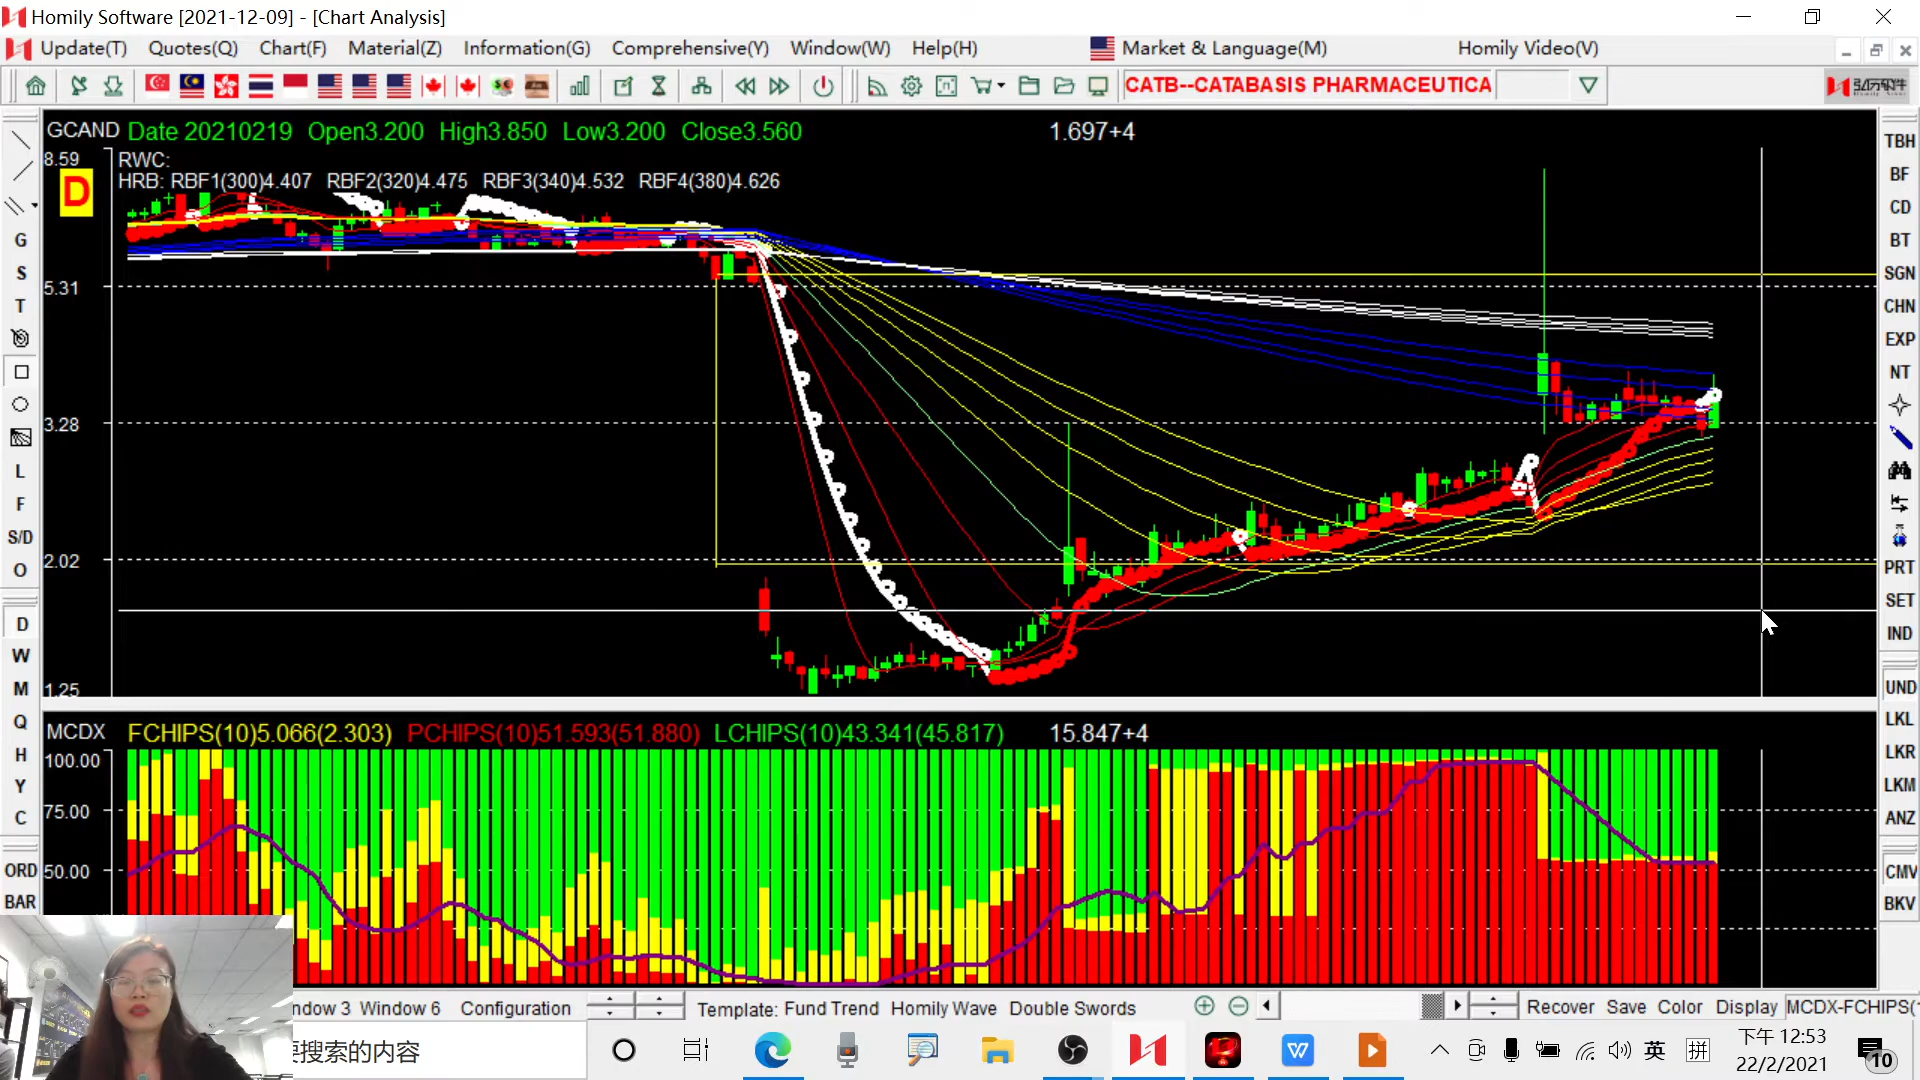 Homily Software [2021-12-09] - [Chart Analysis]
Update(T) Quotes(Q) Chart(F) Material(Z) Information(G) Comprehensive(Y) Window(W) Help(H) Market & Language(M) Homily Video(V)
CATB--CATABASIS PHARMACEUTICA
弘历软件
GCAND Date 20210219 Open3.200 High3.850 Low3.200 Close3.560 1.697+4
RWC:
HRB: RBF1(300)4.407 RBF2(320)4.475 RBF3(340)4.532 RBF4(380)4.626
D
8.59
5.31
3.28
2.02
1.25
MCDX FCHIPS(10)5.066(2.303) PCHIPS(10)51.593(51.880) LCHIPS(10)43.341(45.817) 15.847+4
100.00
75.00
50.00
G
S
T
L
F
S/D
O
D
W
M
Q
H
Y
C
ORD
BAR
TBH
BF
CD
BT
SGN
CHN
EXP
NT
PRT
SET
IND
UND
LKL
LKR
LKM
ANZ
CMV
BKV
ndow 3 Window 6 Configuration Template: Fund Trend Homily Wave Double Swords Recover Save Color Display MCDX-FCHIPS(
要搜索的内容
英 拼
下午 12:53
22/2/2021
10